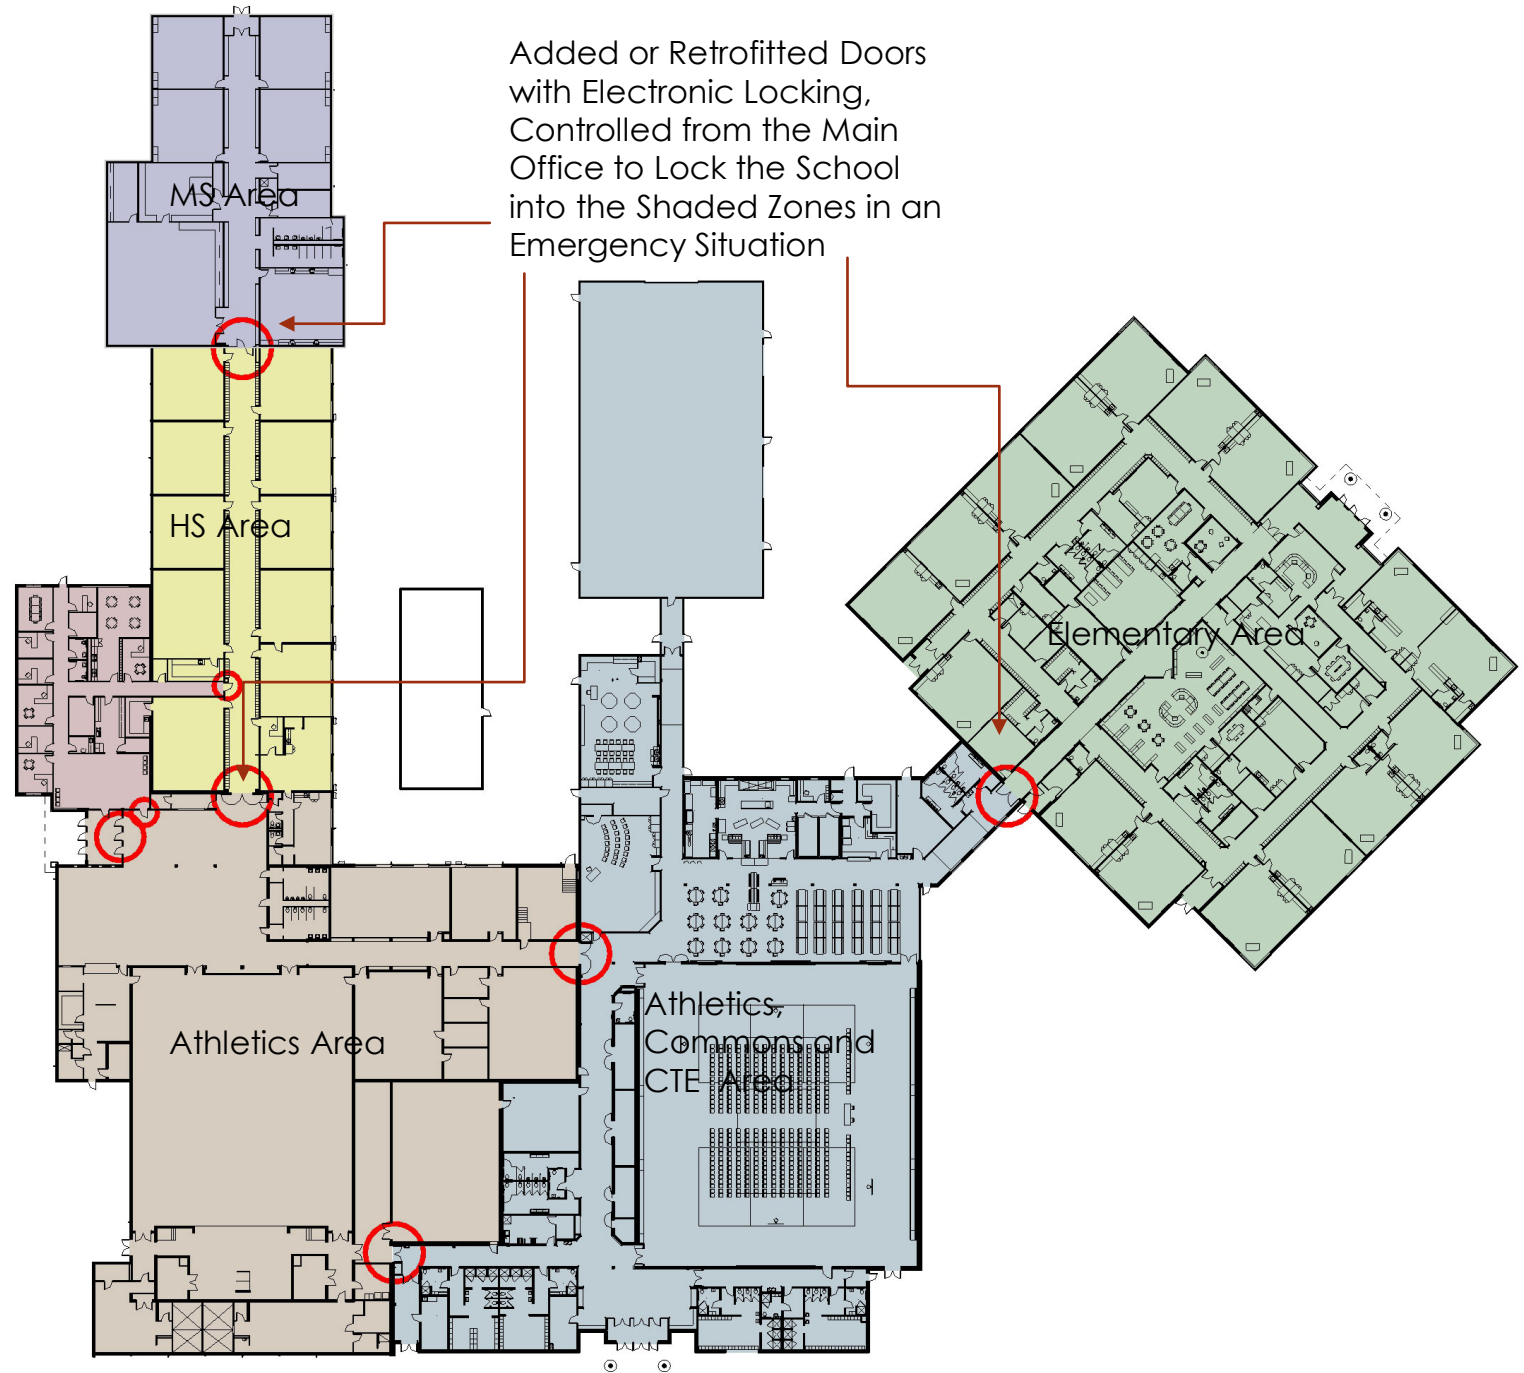 Added or Retrofitted Doors
with Electronic Locking,
Controlled from the Main
Office to Lock the School
into the Shaded Zones in an
Emergency Situation
MS Area
HS Area
Elementary Area
Athletics Area
Athletics,
Commons and
CTE Area